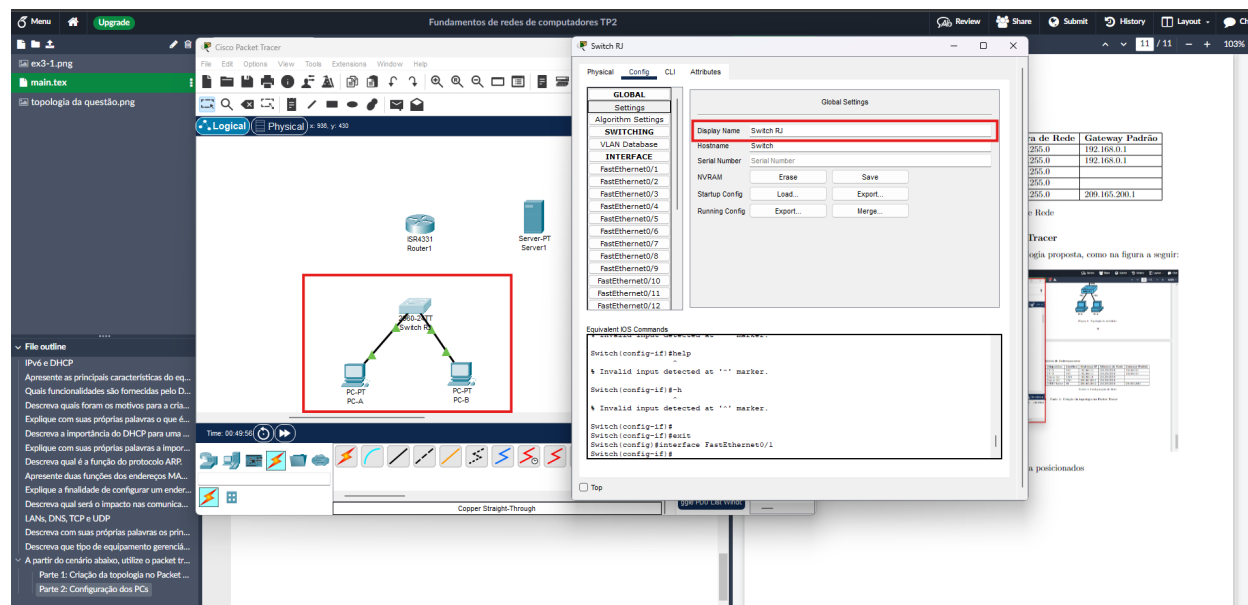 Menu
Upgrade
Fundamentos de redes de computadores TP2
Review
Share
Submit
History
Layout
Ch
ex3-1.png
main.tex
topologia da questão.png
File outline
IPv6 e DHCP
Apresente as principais características do eq...
Quais funcionalidades são fornecidas pelo D...
Descreva quais foram os motivos para a cria...
Explique com suas próprias palavras o que é...
Descreva a importância do DHCP para uma ...
Explique com suas próprias palavras a impor...
Descreva qual é a função do protocolo ARP.
Apresente duas funções dos endereços MA...
Explique a finalidade de configurar um ender...
Descreva qual será o impacto nas comunica...
LANs, DNS, TCP e UDP
Descreva com suas próprias palavras os prin...
Descreva que tipo de equipamento gerenciá...
A partir do cenário abaixo, utilize o packet tr...
Parte 1: Criação da topologia no Packet ...
Parte 2: Configuração dos PCs
Cisco Packet Tracer
File Edit Options View Tools Extensions Window Help
Logical
Physical
x: 938, y: 430
ISR4331
Router1
Server-PT
Server1
2960-24TT
Switch RJ
PC-PT
PC-A
PC-PT
PC-B
Time: 00:49:56
Copper Straight-Through
Switch RJ
Physical Config CLI Attributes
GLOBAL
Settings
Algorithm Settings
SWITCHING
VLAN Database
INTERFACE
FastEthernet0/1
FastEthernet0/2
FastEthernet0/3
FastEthernet0/4
FastEthernet0/5
FastEthernet0/6
FastEthernet0/7
FastEthernet0/8
FastEthernet0/9
FastEthernet0/10
FastEthernet0/11
FastEthernet0/12
Global Settings
Display Name Switch RJ
Hostname Switch
Serial Number Serial Number
NVRAM Erase Save
Startup Config Load... Export...
Running Config Export... Merge...
Equivalent IOS Commands
% Invalid input detected at '^' marker.
Switch(config-if)#help
^
% Invalid input detected at '^' marker.
Switch(config-if)#-h
^
% Invalid input detected at '^' marker.
Switch(config-if)#
Switch(config-if)#exit
Switch(config)#interface FastEthernet0/1
Switch(config-if)#
Top
11 / 11 − + 103%
ra de Rede Gateway Padrão
255.0 192.168.0.1
255.0 192.168.0.1
255.0
255.0
255.0 209.165.200.1
e Rede
Tracer
ogia proposta, como na figura a seguir:
a posicionados